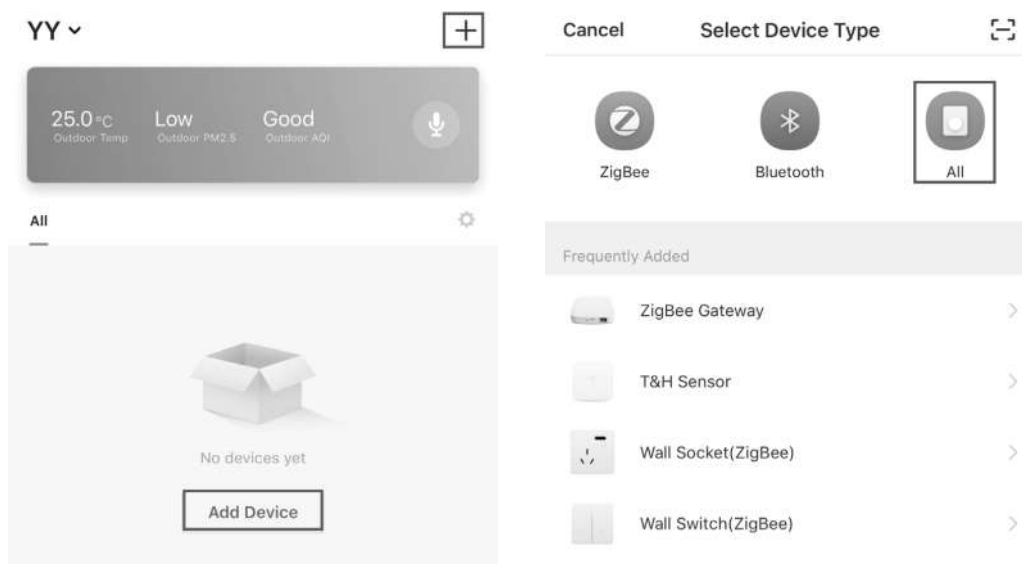 YY
25.0 °C
Outdoor Temp
Low
Outdoor PM2.5
Good
Outdoor AQI
All
No devices yet
Add Device
Cancel
Select Device Type
ZigBee
Bluetooth
All
Frequently Added
ZigBee Gateway
T&H Sensor
Wall Socket(ZigBee)
Wall Switch(ZigBee)